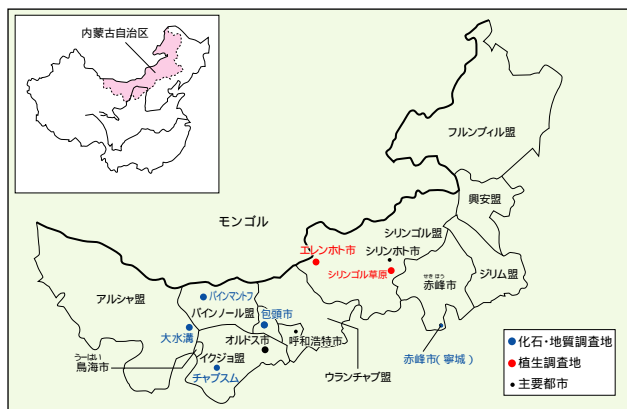 内蒙古自治区
フルンブィル盟
興安盟
モンゴル
シリンゴル盟
エレンホト市
シリンホト市
シリンゴル草原
せきほう
赤峰市
ジリム盟
アルシャ盟
バインマントフ
バインノール盟
包頭市
大水溝
オルドス市
呼和浩特市
うーはい
烏海市
イクジョ盟
チャブスム
ウランチャブ盟
赤峰市(寧城)
化石・地質調査地
植生調査地
主要都市